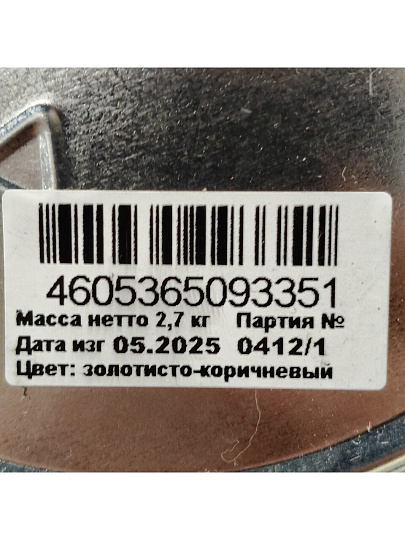 4605365093351
Масса нетто 2,7 кг Партия №
Дата изг 05.2025 0412/1
Цвет: золотисто-коричневый